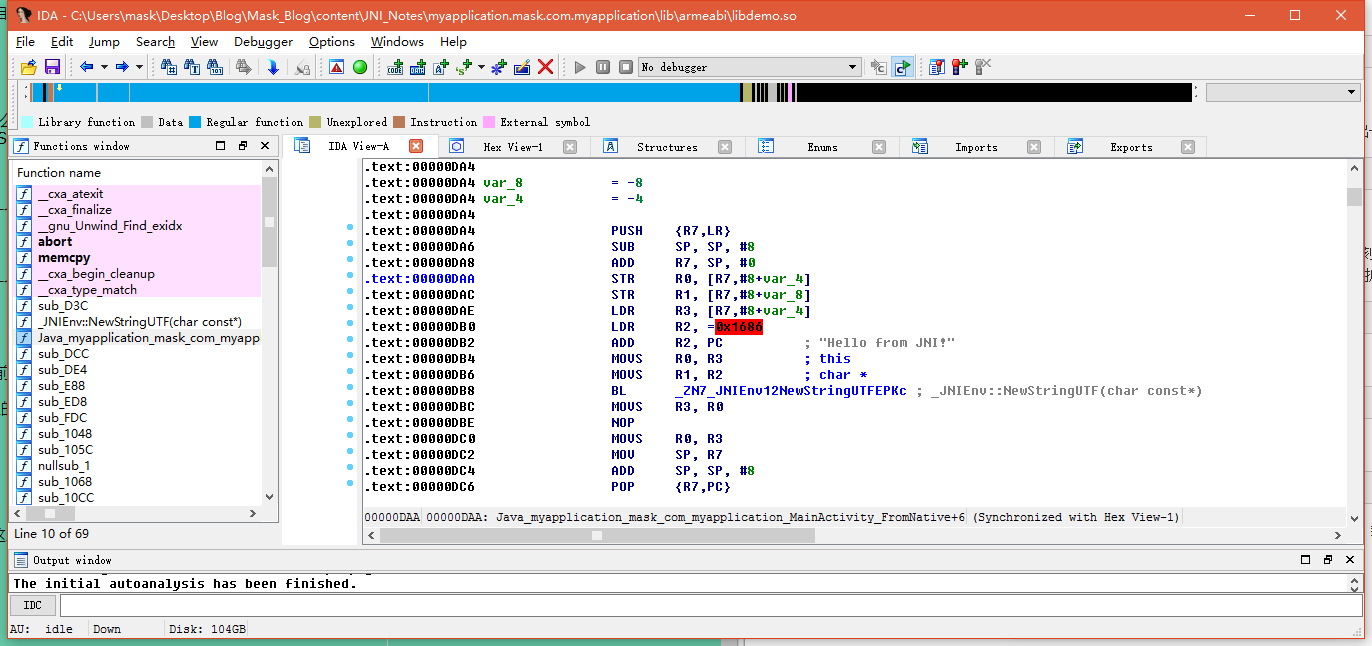 IDA - C:\Users\mask\Desktop\Blog\Mask_Blog\content\JNI_Notes\myapplication.mask.com.myapplication\lib\armeabi\libdemo.so
File Edit Jump Search View Debugger Options Windows Help
No debugger
Library function Data Regular function Unexplored Instruction External symbol
Functions window
IDA View-A Hex View-1 Structures Enums Imports Exports
Function name
__cxa_atexit
__cxa_finalize
__gnu_Unwind_Find_exidx
abort
memcpy
__cxa_begin_cleanup
__cxa_type_match
sub_D3C
_JNIEnv::NewStringUTF(char const*)
Java_myapplication_mask_com_myapp
sub_DCC
sub_DE4
sub_E88
sub_ED8
sub_FDC
sub_1048
sub_105C
nullsub_1
sub_1068
sub_10CC
Line 10 of 69
.text:00000DA4
.text:00000DA4 var_8 = -8
.text:00000DA4 var_4 = -4
.text:00000DA4
.text:00000DA4 PUSH {R7,LR}
.text:00000DA6 SUB SP, SP, #8
.text:00000DA8 ADD R7, SP, #0
.text:00000DAA STR R0, [R7,#8+var_4]
.text:00000DAC STR R1, [R7,#8+var_8]
.text:00000DAE LDR R3, [R7,#8+var_4]
.text:00000DB0 LDR R2, =0x1686
.text:00000DB2 ADD R2, PC ; "Hello from JNI!"
.text:00000DB4 MOVS R0, R3 ; this
.text:00000DB6 MOVS R1, R2 ; char *
.text:00000DB8 BL _ZN7_JNIEnv12NewStringUTFEPKc ; _JNIEnv::NewStringUTF(char const*)
.text:00000DBC MOVS R3, R0
.text:00000DBE NOP
.text:00000DC0 MOVS R0, R3
.text:00000DC2 MOV SP, R7
.text:00000DC4 ADD SP, SP, #8
.text:00000DC6 POP {R7,PC}
00000DAA 00000DAA: Java_myapplication_mask_com_myapplication_MainActivity_FromNative+6 (Synchronized with Hex View-1)
Output window
The initial autoanalysis has been finished.
IDC
AU: idle Down Disk: 104GB